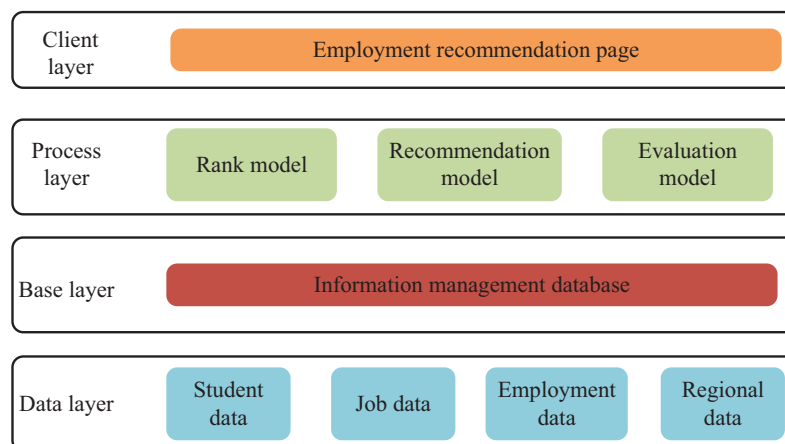 Client
layer
Employment recommendation page
Process
layer
Rank model
Recommendation
model
Evaluation
model
Base layer
Information management database
Data layer
Student
data
Job data
Employment
data
Regional
data